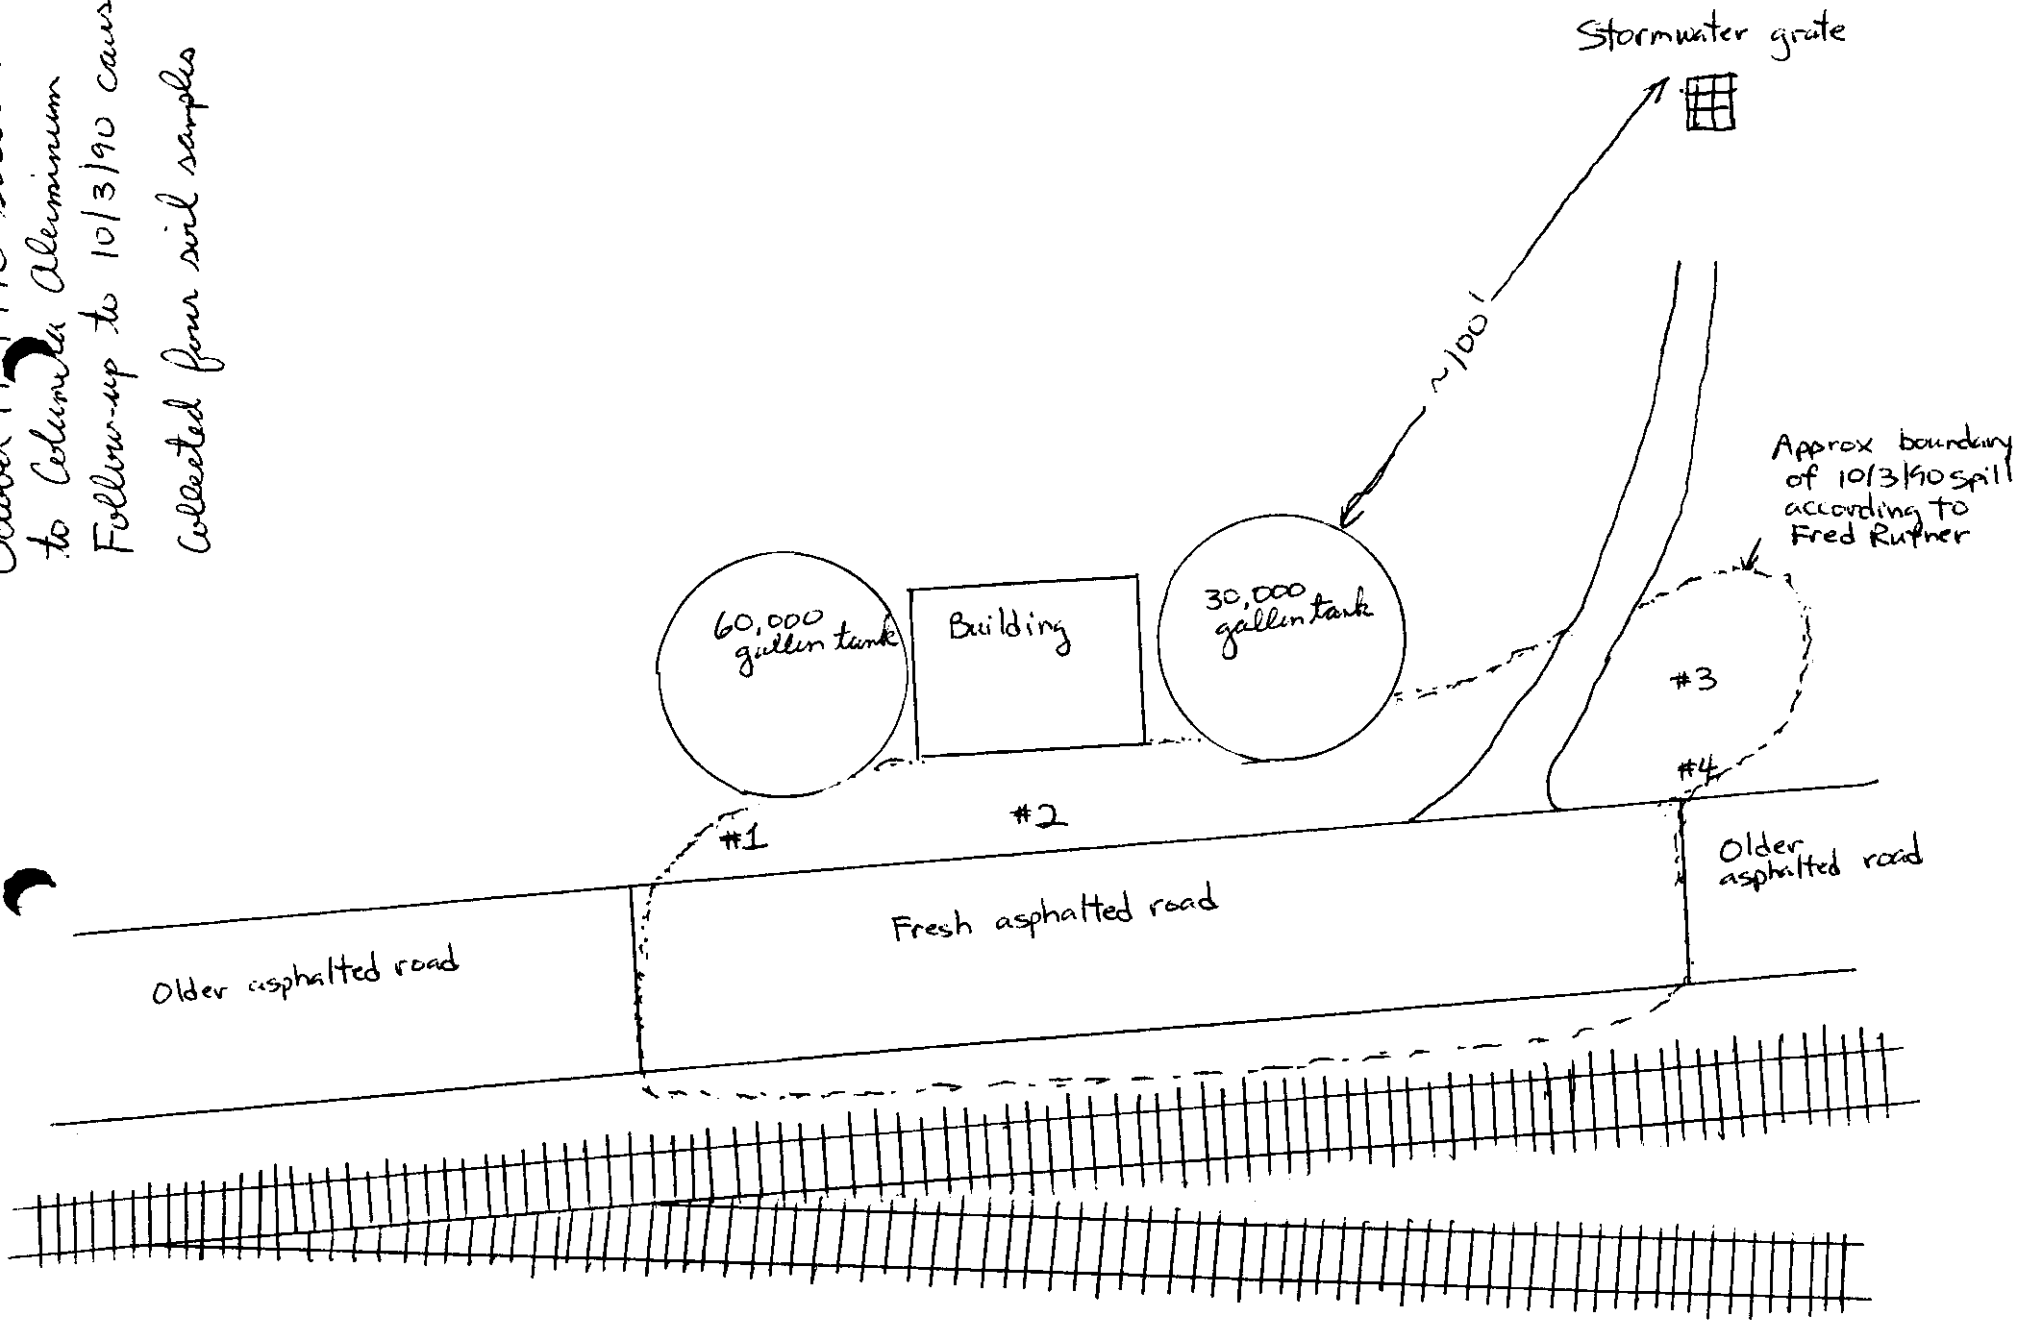 to Columbia Aluminum
Follow-up to 10/3/90 caus
Collected four soil samples
Stormwater grate
~100'
Approx boundary
of 10/3/90 spill
according to
Fred Rufner
60,000
gallon tank
Building
30,000
gallon tank
#3
#4
#1
#2
Older
asphalted road
Fresh asphalted road
Older asphalted road